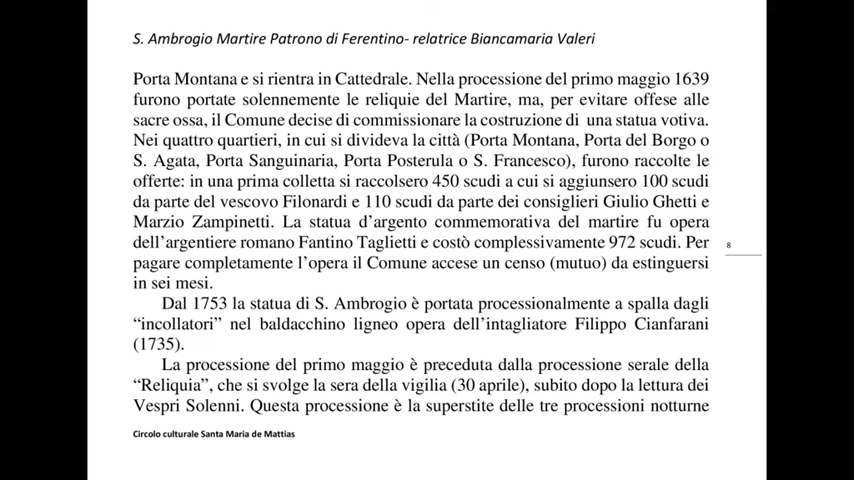 S. Ambrogio Martire Patrono di Ferentino- relatrice Biancamaria Valeri
Porta Montana e si rientra in Cattedrale. Nella processione del primo maggio 1639
furono portate solennemente le reliquie del Martire, ma, per evitare offese alle
sacre ossa, il Comune decise di commissionare la costruzione di una statua votiva.
Nei quattro quartieri, in cui si divideva la città (Porta Montana, Porta del Borgo o
S. Agata, Porta Sanguinaria, Porta Posterula o S. Francesco), furono raccolte le
offerte: in una prima colletta si raccolsero 450 scudi a cui si aggiunsero 100 scudi
da parte del vescovo Filonardi e 110 scudi da parte dei consiglieri Giulio Ghetti e
Marzio Zampinetti. La statua d’argento commemorativa del martire fu opera
dell’argentiere romano Fantino Taglietti e costò complessivamente 972 scudi. Per
pagare completamente l’opera il Comune accese un censo (mutuo) da estinguersi
in sei mesi.
8
Dal 1753 la statua di S. Ambrogio è portata processionalmente a spalla dagli
“incollatori” nel baldacchino ligneo opera dell’intagliatore Filippo Cianfarani
(1735).
La processione del primo maggio è preceduta dalla processione serale della
“Reliquia”, che si svolge la sera della vigilia (30 aprile), subito dopo la lettura dei
Vespri Solenni. Questa processione è la superstite delle tre processioni notturne
Circolo culturale Santa Maria de Mattias